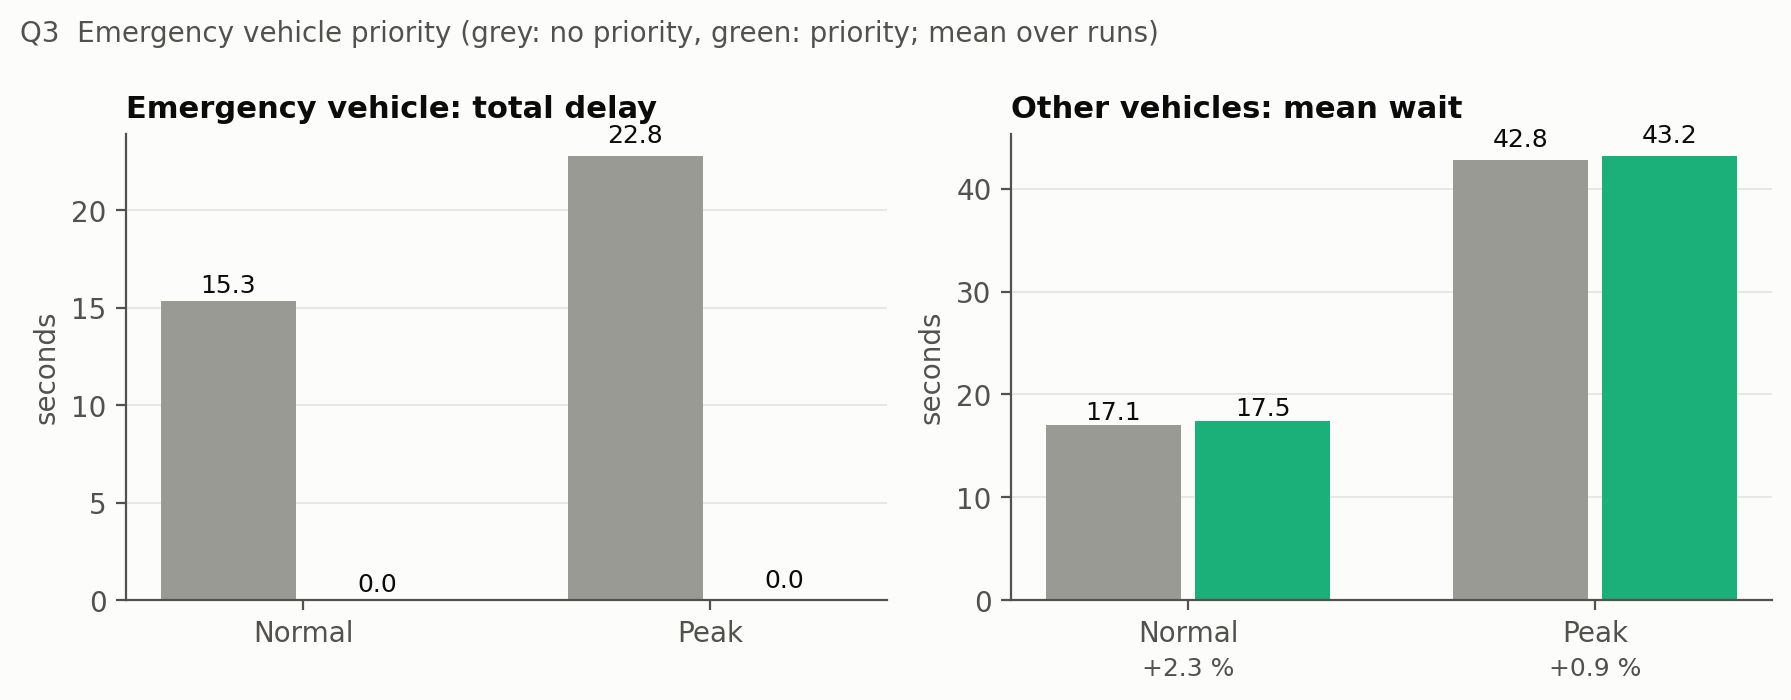 Q3  Emergency vehicle priority (grey: no priority, green: priority; mean over runs)
Emergency vehicle: total delay
22.8
20
15.3
15
seconds
10
5
0.0
0.0
0
Normal
Peak
Other vehicles: mean wait
42.8
43.2
40
30
seconds
20
17.1
17.5
10
0
Normal
Peak
+2.3 %
+0.9 %